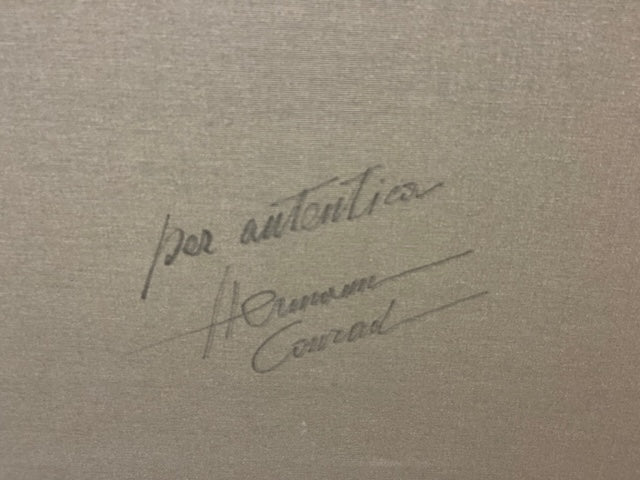 per autentica
Hermann
Conrad